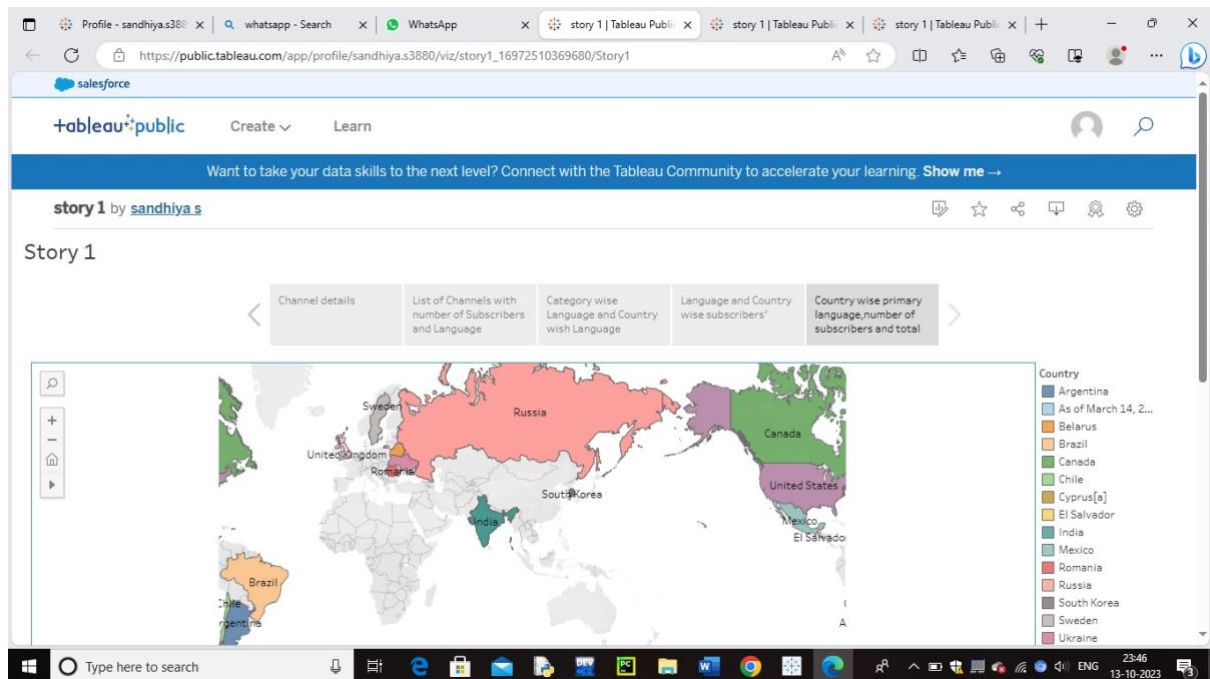 Profile - sandhiya.s388
whatsapp - Search
WhatsApp
story 1 | Tableau Public
story 1 | Tableau Public
story 1 | Tableau Public
https://public.tableau.com/app/profile/sandhiya.s3880/viz/story1_16972510369680/Story1
salesforce
+ableau public
Create
Learn
Want to take your data skills to the next level? Connect with the Tableau Community to accelerate your learning. Show me →
story 1 by sandhiya s
Story 1
Channel details
List of Channels with
number of Subscribers
and Language
Category wise
Language and Country
wish Language
Language and Country
wise subscribers'
Country wise primary
language,number of
subscribers and total
Sweden
Russia
Canada
United Kingdom
Romania
South Korea
United States
India
Mexico
El Salvado
Brazil
Chile
Argentina
A
Country
Argentina
As of March 14, 2...
Belarus
Brazil
Canada
Chile
Cyprus[a]
El Salvador
India
Mexico
Romania
Russia
South Korea
Sweden
Ukraine
Type here to search
DEV
PC
W
ENG
23:46
13-10-2023
3